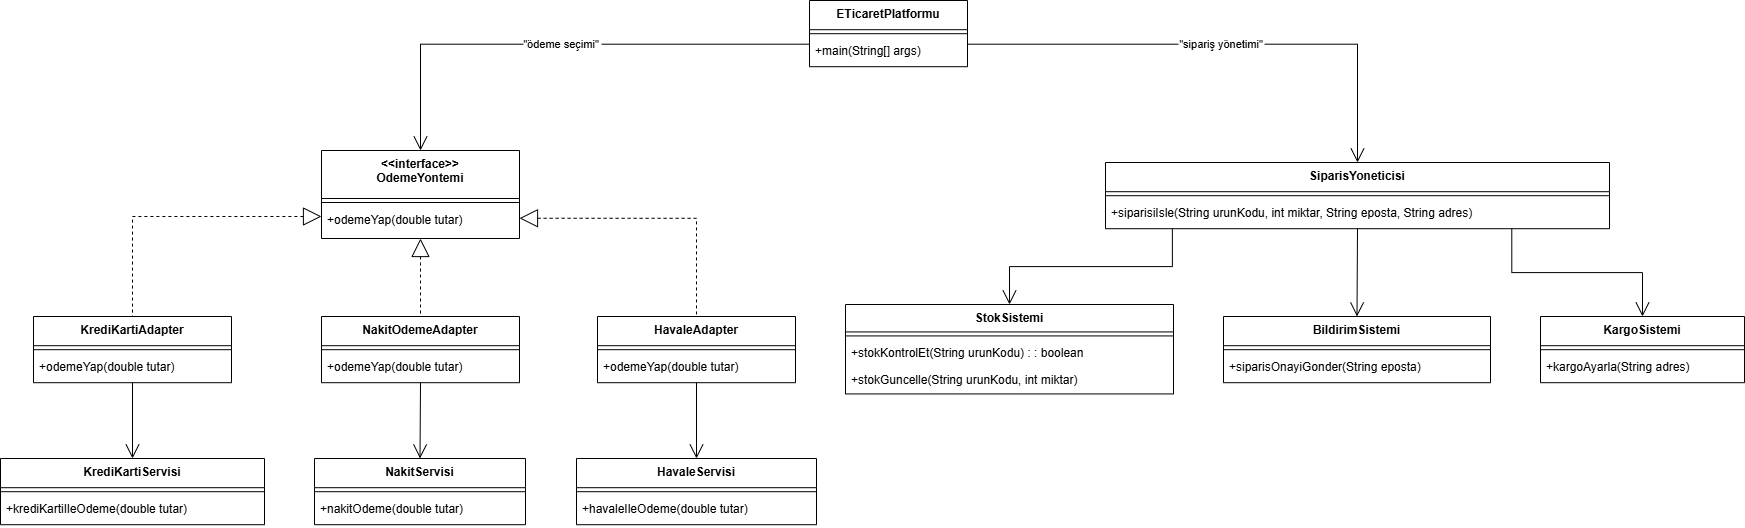 ETicaretPlatformu
+main(String[] args)
"ödeme seçimi"
"sipariş yönetimi"
<<interface>>
OdemeYontemi
+odemeYap(double tutar)
SiparisYoneticisi
+siparisiIsle(String urunKodu, int miktar, String eposta, String adres)
KrediKartiAdapter
+odemeYap(double tutar)
NakitOdemeAdapter
+odemeYap(double tutar)
HavaleAdapter
+odemeYap(double tutar)
StokSistemi
+stokKontrolEt(String urunKodu) : : boolean
+stokGuncelle(String urunKodu, int miktar)
BildirimSistemi
+siparisOnayiGonder(String eposta)
KargoSistemi
+kargoAyarla(String adres)
KrediKartiServisi
+krediKartiIleOdeme(double tutar)
NakitServisi
+nakitOdeme(double tutar)
HavaleServisi
+havaleIleOdeme(double tutar)